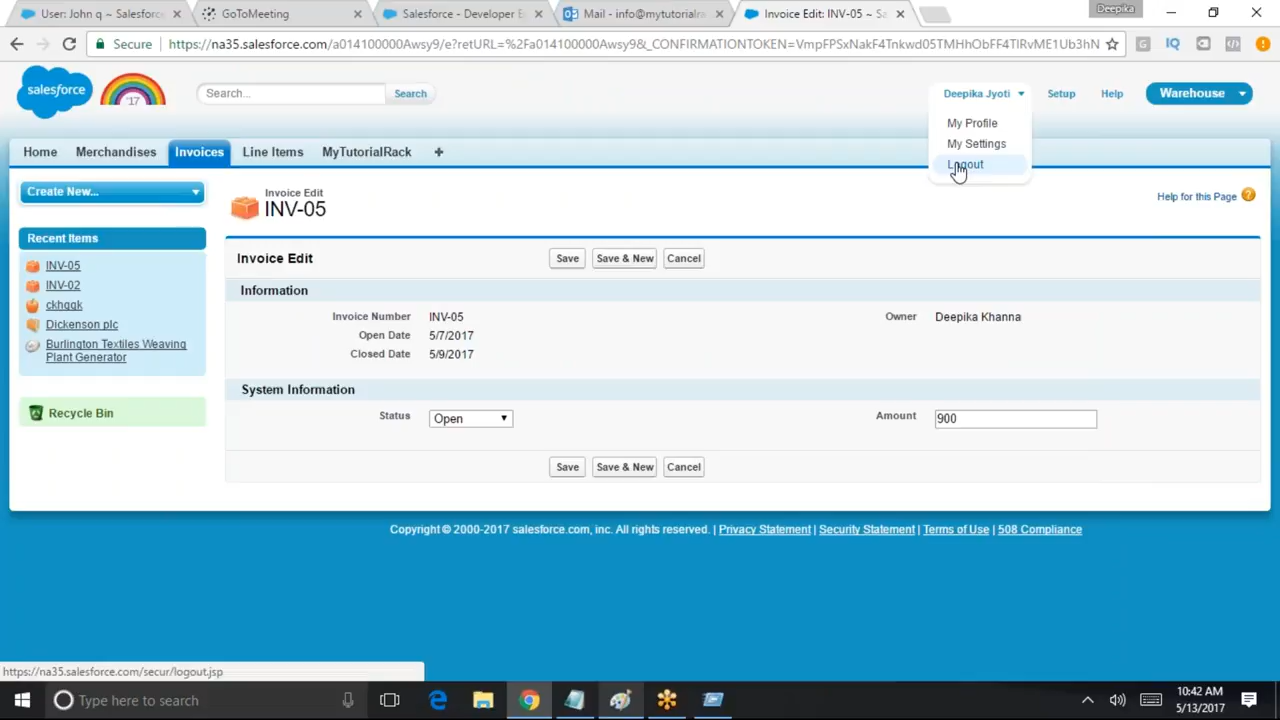 User: John q ~ Salesforc
GoToMeeting
Salesforce - Developer E
Mail - info@mytutorialra
Invoice Edit: INV-05 ~ Sa
Deepika
Secure
https://na35.salesforce.com/a014100000Awsy9/e?retURL=%2Fa014100000Awsy9&_CONFIRMATIONTOKEN=VmpFPSxNakF4Tnkwd05TMHhObFF4TlRvME1Ub3hN
IQ
salesforce
'17
Search...
Search
Deepika Jyoti
Setup
Help
Warehouse
My Profile
My Settings
Logout
Home
Merchandises
Invoices
Line Items
MyTutorialRack
+
Create New...
Invoice Edit
INV-05
Help for this Page
Recent Items
INV-05
INV-02
ckhgqk
Dickenson plc
Burlington Textiles Weaving
Plant Generator
Recycle Bin
Invoice Edit
Save
Save & New
Cancel
Information
Invoice Number INV-05
Owner Deepika Khanna
Open Date 5/7/2017
Closed Date 5/9/2017
System Information
Status Open
Amount 900
Save
Save & New
Cancel
Copyright © 2000-2017 salesforce.com, inc. All rights reserved. | Privacy Statement | Security Statement | Terms of Use | 508 Compliance
https://na35.salesforce.com/secur/logout.jsp
Type here to search
10:42 AM
5/13/2017